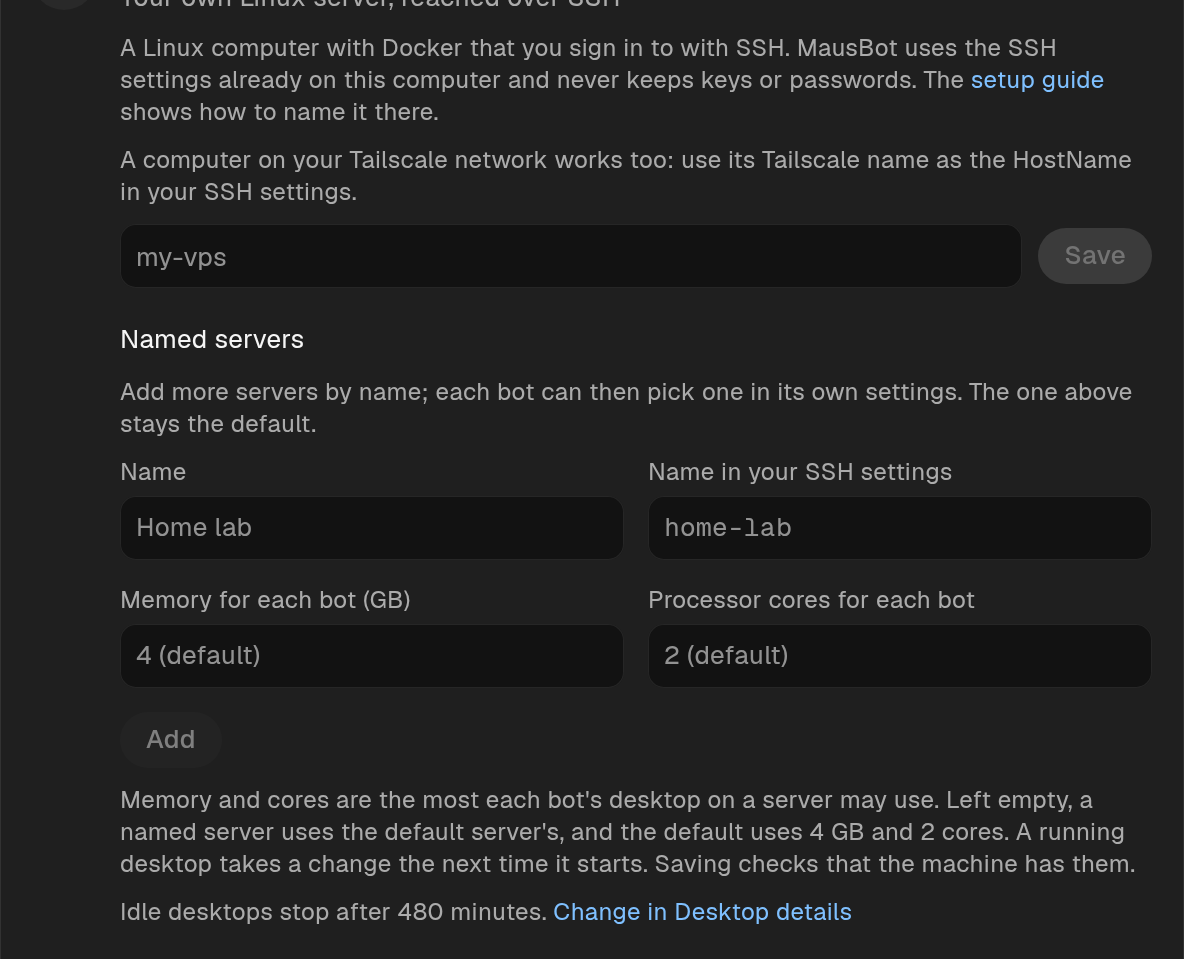 Your own Linux server, reached over SSH
A Linux computer with Docker that you sign in to with SSH. MausBot uses the SSH
settings already on this computer and never keeps keys or passwords. The setup guide
shows how to name it there.
A computer on your Tailscale network works too: use its Tailscale name as the HostName
in your SSH settings.
my-vps
Save
Named servers
Add more servers by name; each bot can then pick one in its own settings. The one above
stays the default.
Name
Name in your SSH settings
Home lab
home-lab
Memory for each bot (GB)
Processor cores for each bot
4 (default)
2 (default)
Add
Memory and cores are the most each bot's desktop on a server may use. Left empty, a
named server uses the default server's, and the default uses 4 GB and 2 cores. A running
desktop takes a change the next time it starts. Saving checks that the machine has them.
Idle desktops stop after 480 minutes. Change in Desktop details